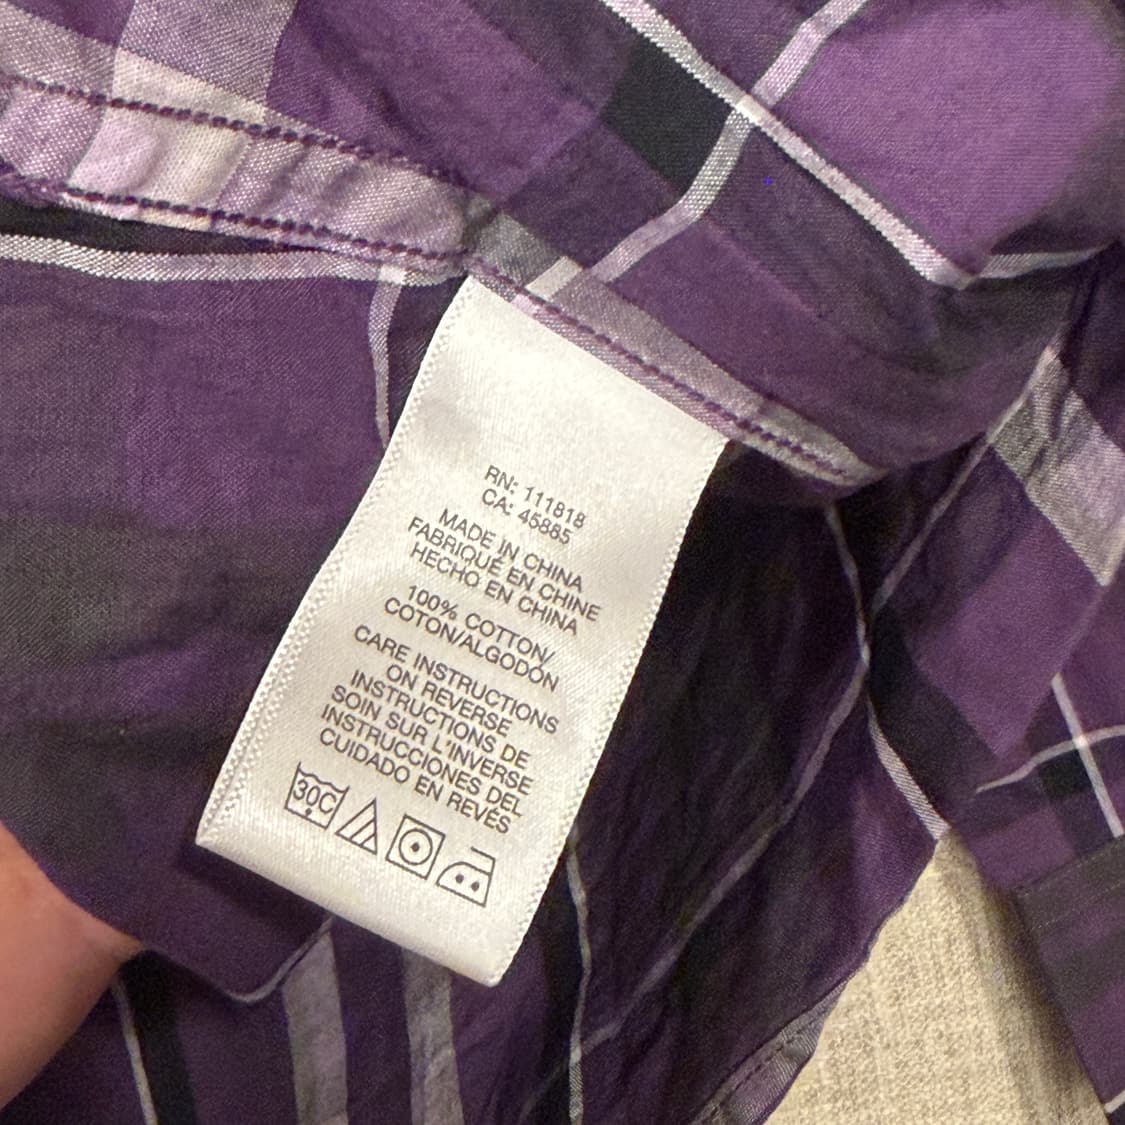 RN: 111818
CA: 45885
MADE IN CHINA
FABRIQUÉ EN CHINE
HECHO EN CHINA
100% COTTON/
COTON/ALGODÓN
CARE INSTRUCTIONS
ON REVERSE
INSTRUCTIONS DE
SOIN SUR L'INVERSE
INSTRUCCIONES DEL
CUIDADO EN REVÉS
30C